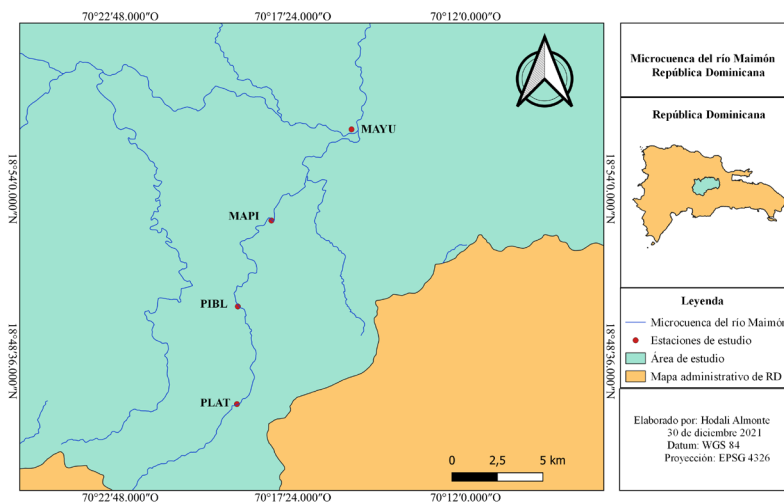 70°22'48.000"O
70°17'24.000"O
70°12'0.000"O
MAYU
18°54'0.000"N
18°54'0.000"N
MAPI
PIBL
18°48'36.000"N
18°48'36.000"N
PLAT
0 2,5 5 km
70°22'48.000"O
70°17'24.000"O
70°12'0.000"O
Microcuenca del río Maimón
República Dominicana
República Dominicana
Leyenda
Microcuenca del río Maimón
Estaciones de estudio
Área de estudio
Mapa administrativo de RD
Elaborado por: Hodali Almonte
30 de diciembre 2021
Datum: WGS 84
Proyección: EPSG 4326